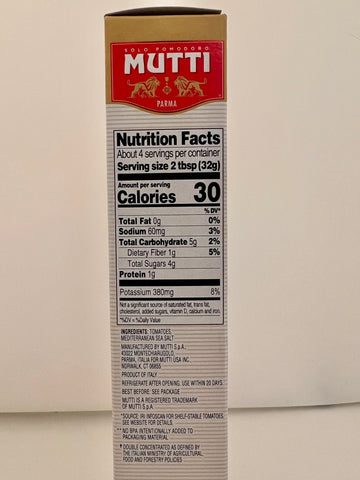 SOLO POMODORO
MUTTI
PARMA
Nutrition Facts
About 4 servings per container
Serving size 2 tbsp (32g)
Amount per serving
Calories 30
% DV*
Total Fat 0g 0%
Sodium 60mg 3%
Total Carbohydrate 5g 2%
Dietary Fiber 1g 5%
Total Sugars 4g
Protein 1g
Potassium 380mg 8%
Not a significant source of saturated fat, trans fat,
cholesterol, added sugars, vitamin D, calcium and iron.
*%DV = %Daily Value
INGREDIENTS: TOMATOES,
MEDITERRANEAN SEA SALT
MANUFACTURED BY MUTTI S.p.A.
43022 MONTECHIARUGOLO,
PARMA, ITALIA FOR MUTTI USA INC.
NORWALK, CT 06855
PRODUCT OF ITALY
REFRIGERATE AFTER OPENING. USE WITHIN 20 DAYS.
BEST BEFORE: SEE PACKAGE
MUTTI IS A REGISTERED TRADEMARK
OF MUTTI S.p.A.
*SOURCE: IRI INFOSCAN FOR SHELF-STABLE TOMATOES.
SEE WEBSITE FOR DETAILS.
**NO BPA INTENTIONALLY ADDED TO
PACKAGING MATERIAL
DOUBLE CONCENTRATED AS DEFINED BY
THE ITALIAN MINISTRY OF AGRICULTURAL,
FOOD AND FORESTRY POLICIES